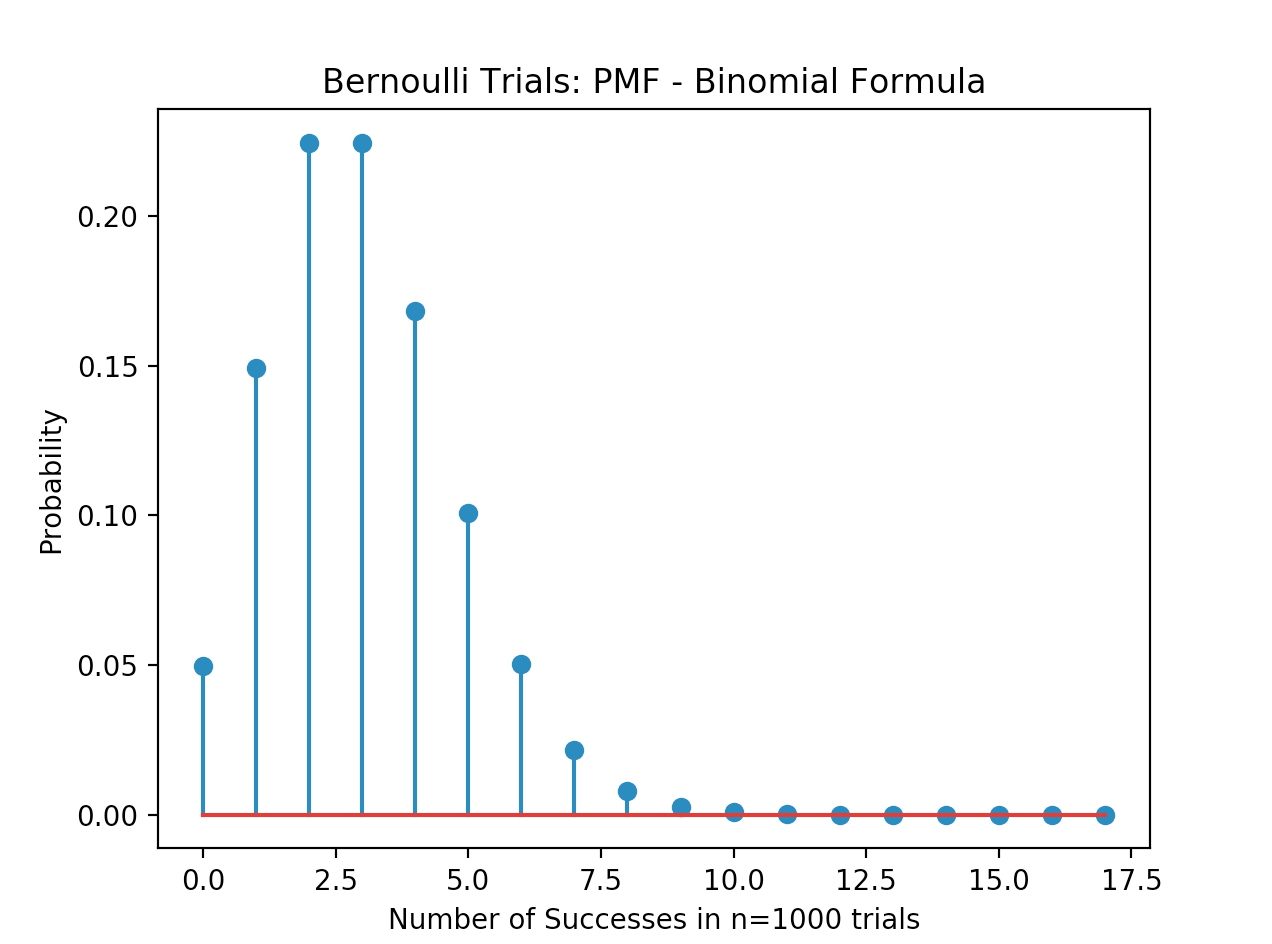 Bernoulli Trials: PMF - Binomial Formula
0.20
0.15
0.10
0.05
0.00
Probability
0.0 2.5 5.0 7.5 10.0 12.5 15.0 17.5
Number of Successes in n=1000 trials